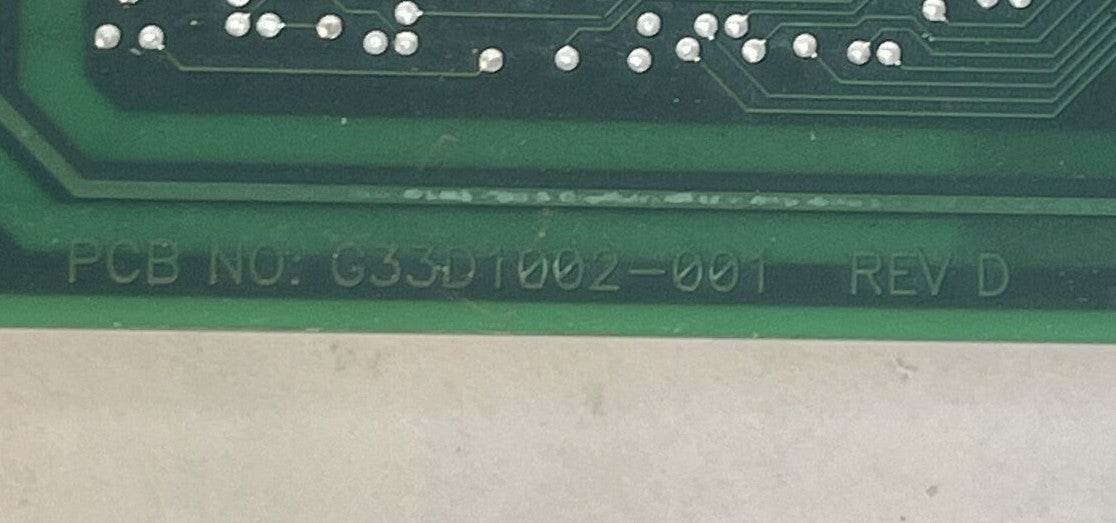 PCB NO: G33D1002-001 REV D